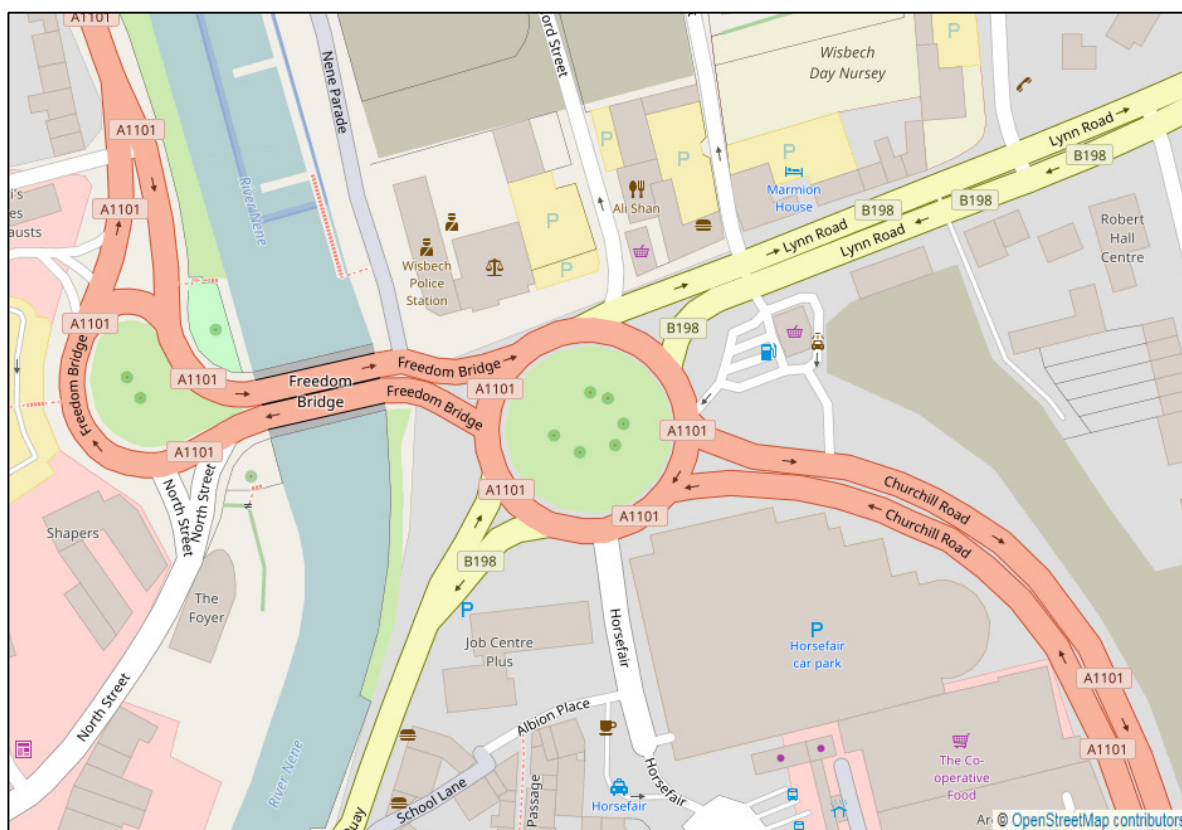 A1101
ord Street
Nene Parade
Wisbech
Day Nursey
A1101
Lynn Road
B198
River Nene
Ali Shan
Marmion
House
A1101
B198
B198
Lynn Road
Lynn Road
Robert
Hall
Centre
i's
es
austs
Wisbech
Police
Station
A1101
B198
Freedom Bridge
Freedom Bridge
A1101
Freedom
Bridge
A1101
Freedom Bridge
A1101
A1101
North Street
North Street
A1101
A1101
Churchill Road
Churchill Road
Shapers
B198
The
Foyer
Job Centre
Plus
Horsefair
Horsefair
car park
North Street
River Nene
Albion Place
A1101
A1101
School Lane
Passage
Horsefair
Horsefair
The Co-
operative
Food
Quay
Ar
© OpenStreetMap contributors